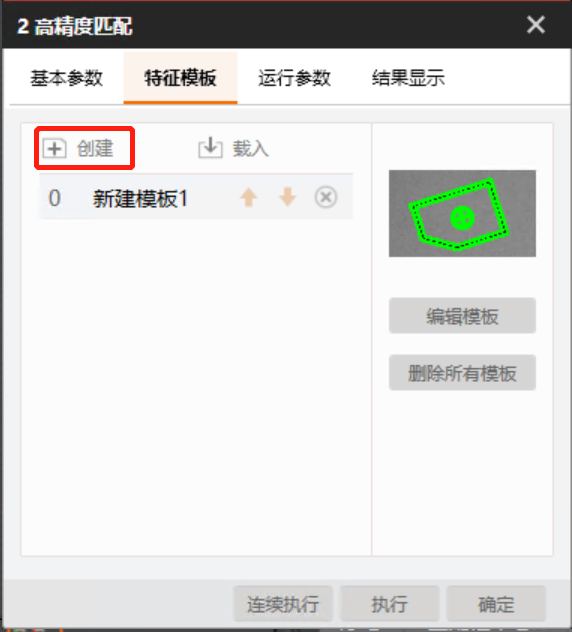 2 高精度匹配
基本参数 特征模板 运行参数 结果显示
创建 载入
0 新建模板1
编辑模板
删除所有模板
连续执行 执行 确定